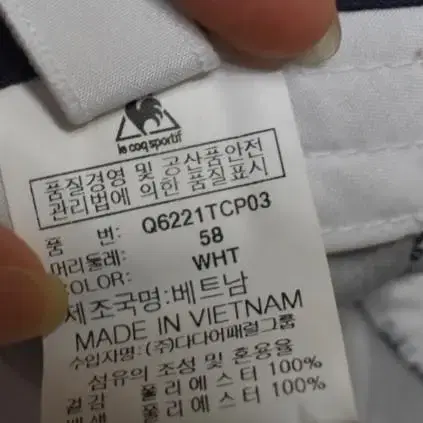 le coq sportif
품질경영 및 공산품안전
관리법에 의한 품질표시
품 번: Q6221TCP03
머리둘레: 58
COLOR: WHT
제조국명:베트남
MADE IN VIETNAM
수입자명:(주)다다어패럴그룹
섬유의 조성 및 혼용율
겉감 폴리에스터 100%
폴리에스터 100%